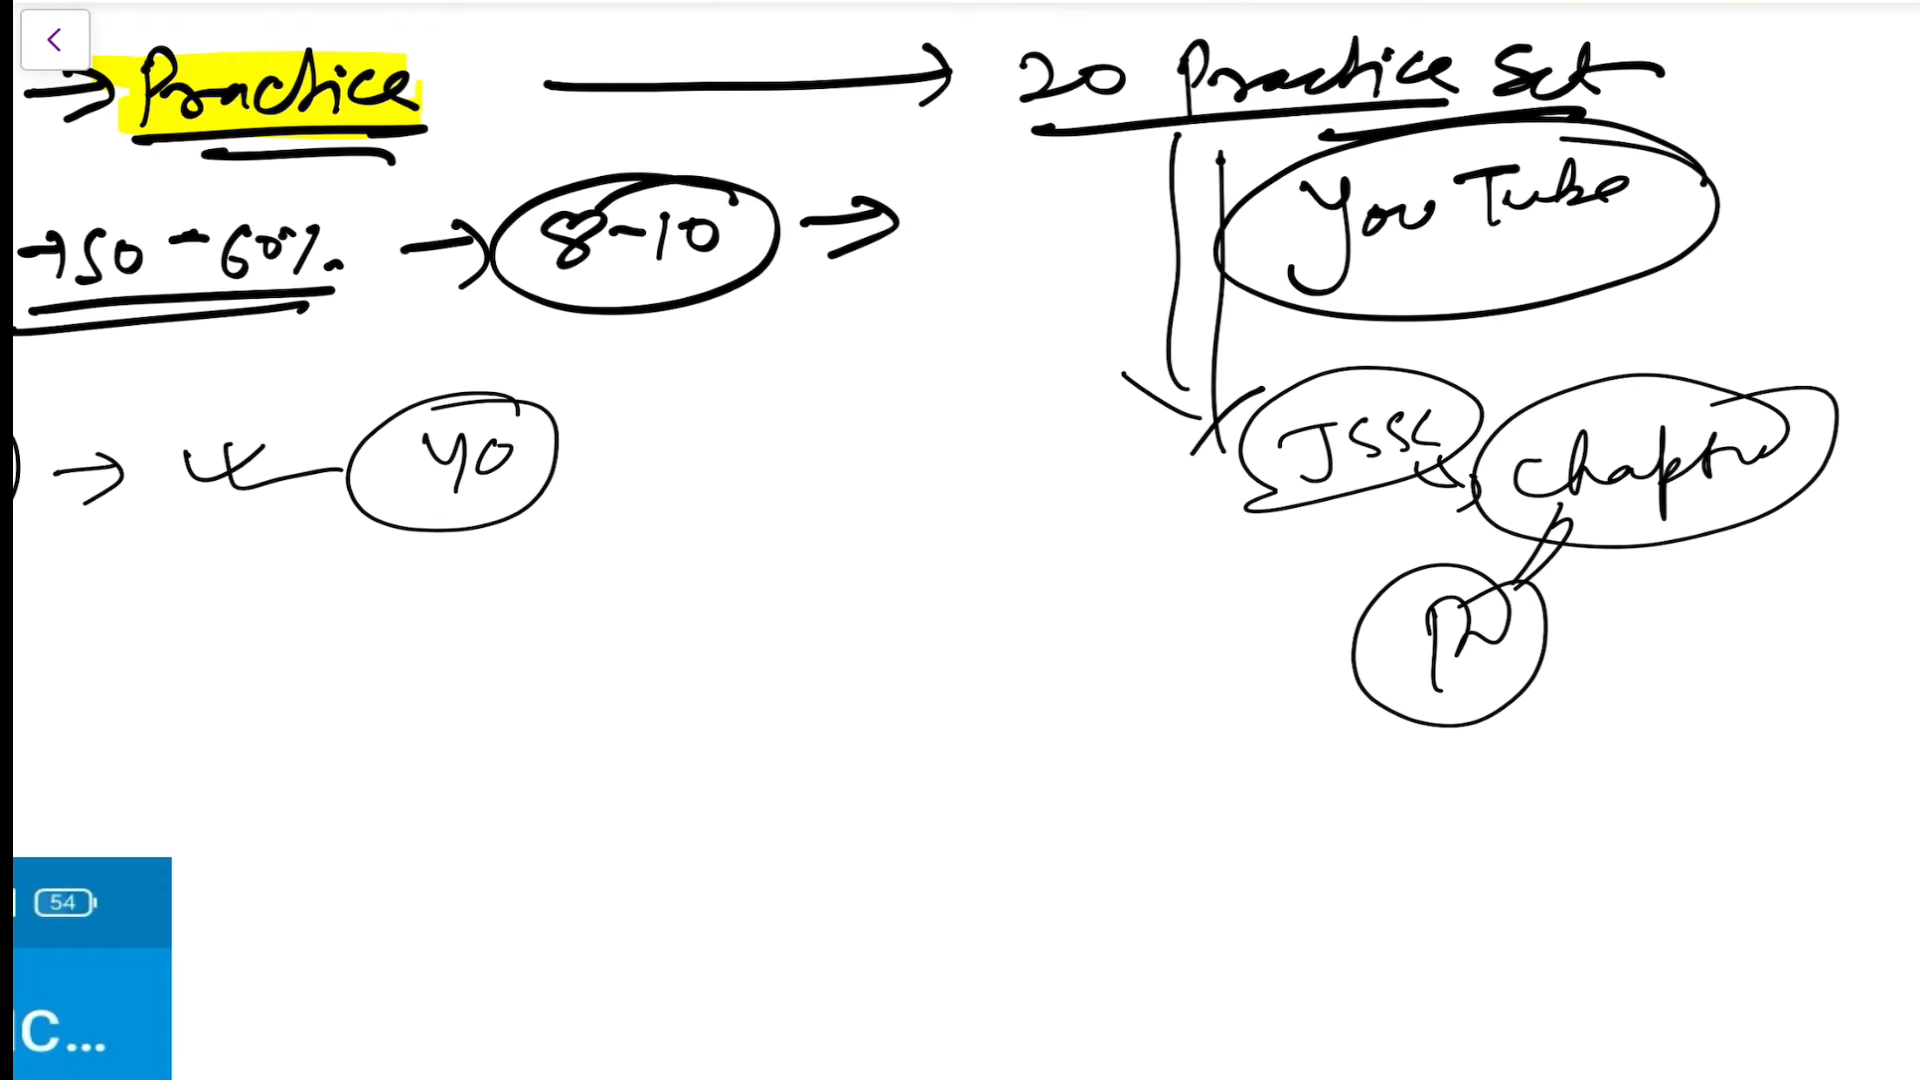 → Practice → 20 Practice Set
YouTube
→ 50 - 60% → 8-10 →
→ 40
JSSC
Chapter
54
C...